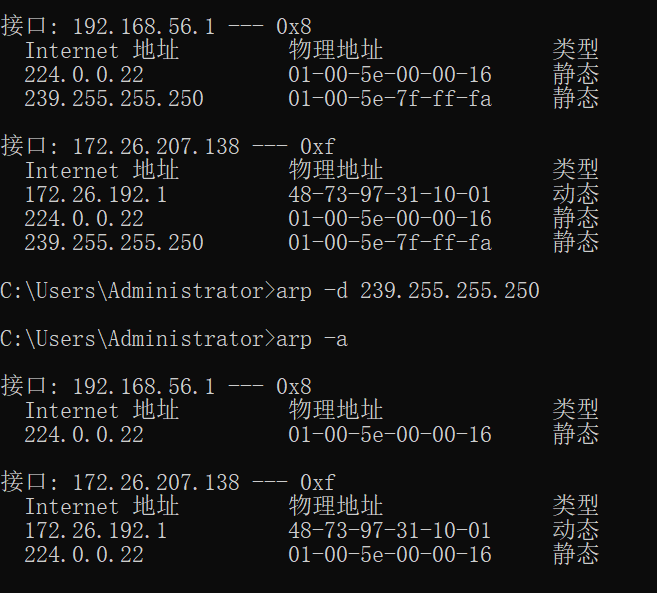 接口: 192.168.56.1 --- 0x8
  Internet 地址         物理地址              类型
  224.0.0.22            01-00-5e-00-00-16     静态
  239.255.255.250       01-00-5e-7f-ff-fa     静态

接口: 172.26.207.138 --- 0xf
  Internet 地址         物理地址              类型
  172.26.192.1          48-73-97-31-10-01     动态
  224.0.0.22            01-00-5e-00-00-16     静态
  239.255.255.250       01-00-5e-7f-ff-fa     静态

C:\Users\Administrator>arp -d 239.255.255.250

C:\Users\Administrator>arp -a

接口: 192.168.56.1 --- 0x8
  Internet 地址         物理地址              类型
  224.0.0.22            01-00-5e-00-00-16     静态

接口: 172.26.207.138 --- 0xf
  Internet 地址         物理地址              类型
  172.26.192.1          48-73-97-31-10-01     动态
  224.0.0.22            01-00-5e-00-00-16     静态